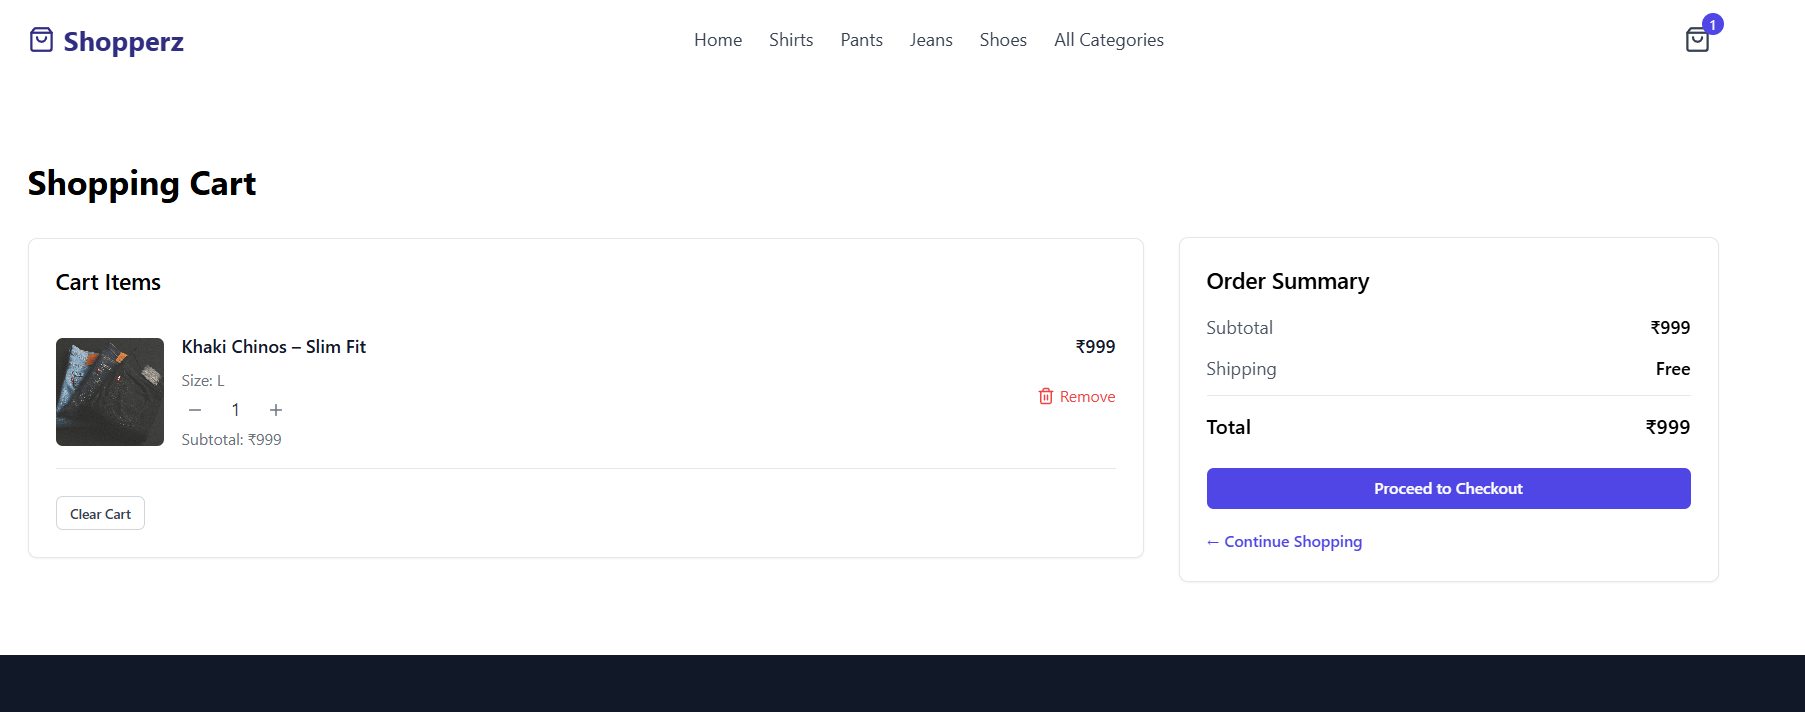 Shopperz
Home Shirts Pants Jeans Shoes All Categories
1
Shopping Cart
Cart Items
Khaki Chinos – Slim Fit
₹999
Size: L
Remove
− 1 +
Subtotal: ₹999
Clear Cart
Order Summary
Subtotal ₹999
Shipping Free
Total ₹999
Proceed to Checkout
← Continue Shopping